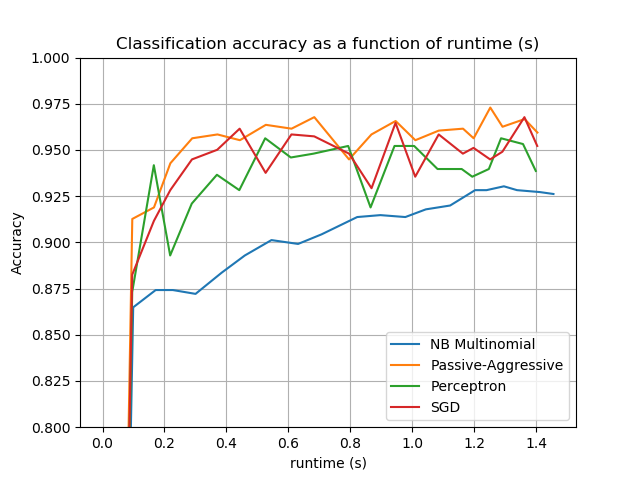 Classification accuracy as a function of runtime (s)
1.000
0.975
0.950
0.925
0.900
0.875
0.850
0.825
0.800
Accuracy
NB Multinomial
Passive-Aggressive
Perceptron
SGD
0.0 0.2 0.4 0.6 0.8 1.0 1.2 1.4
runtime (s)